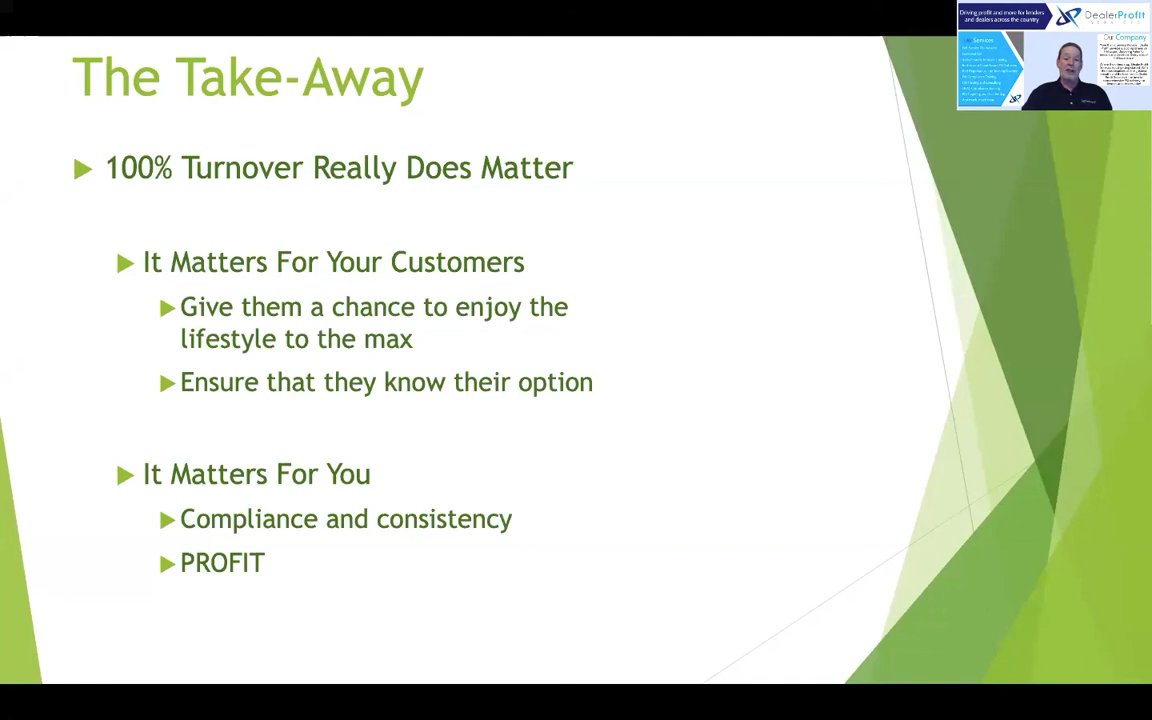 Driving profit and more for lenders
and dealers across the country
DealerProfit
SERVICES
Our Services
Our Company
The Take-Away
100% Turnover Really Does Matter
It Matters For Your Customers
Give them a chance to enjoy the
lifestyle to the max
Ensure that they know their option
It Matters For You
Compliance and consistency
PROFIT